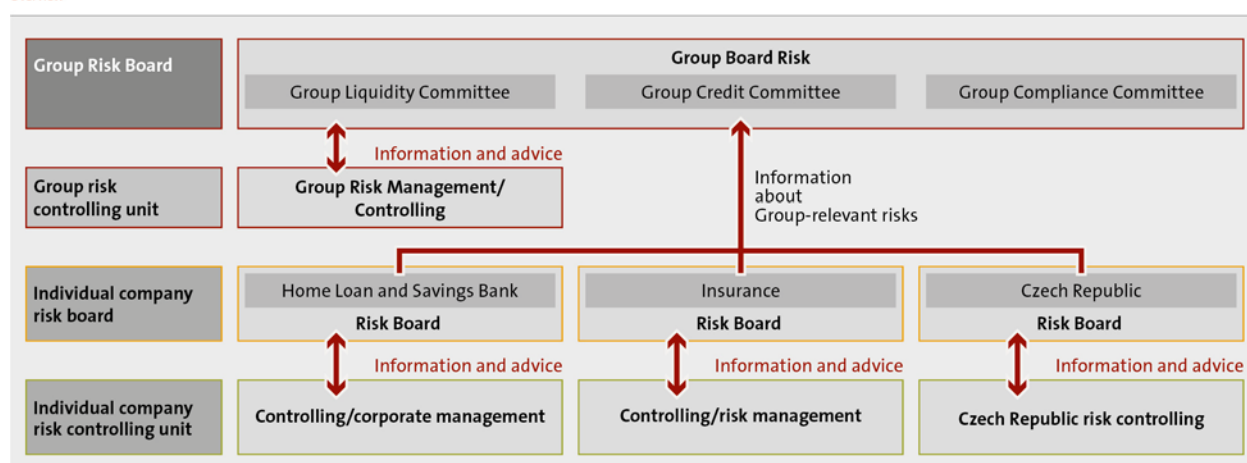 Group Risk Board
Group Board Risk
Group Liquidity Committee
Group Credit Committee
Group Compliance Committee
Information and advice
Group risk
controlling unit
Group Risk Management/
Controlling
Information
about
Group-relevant risks
Individual company
risk board
Home Loan and Savings Bank
Risk Board
Insurance
Risk Board
Czech Republic
Risk Board
Information and advice
Information and advice
Information and advice
Individual company
risk controlling unit
Controlling/corporate management
Controlling/risk management
Czech Republic risk controlling